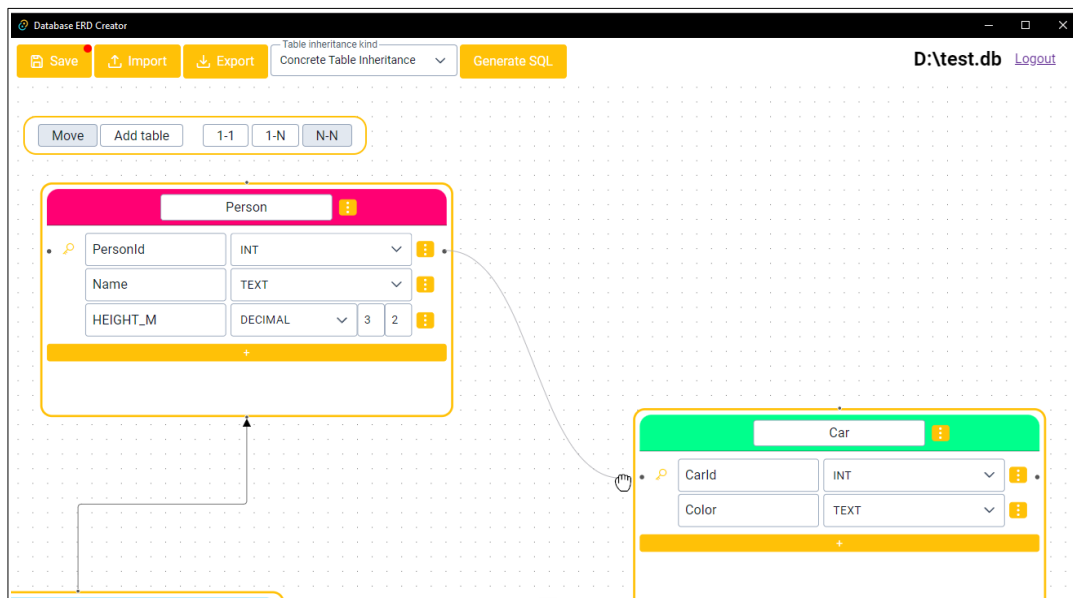 Database ERD Creator
Table inheritance kind
Save Import Export Concrete Table Inheritance Generate SQL D:\test.db Logout
Move Add table 1-1 1-N N-N
Person
PersonId INT
Name TEXT
HEIGHT_M DECIMAL 3 2
+
Car
CarId INT
Color TEXT
+